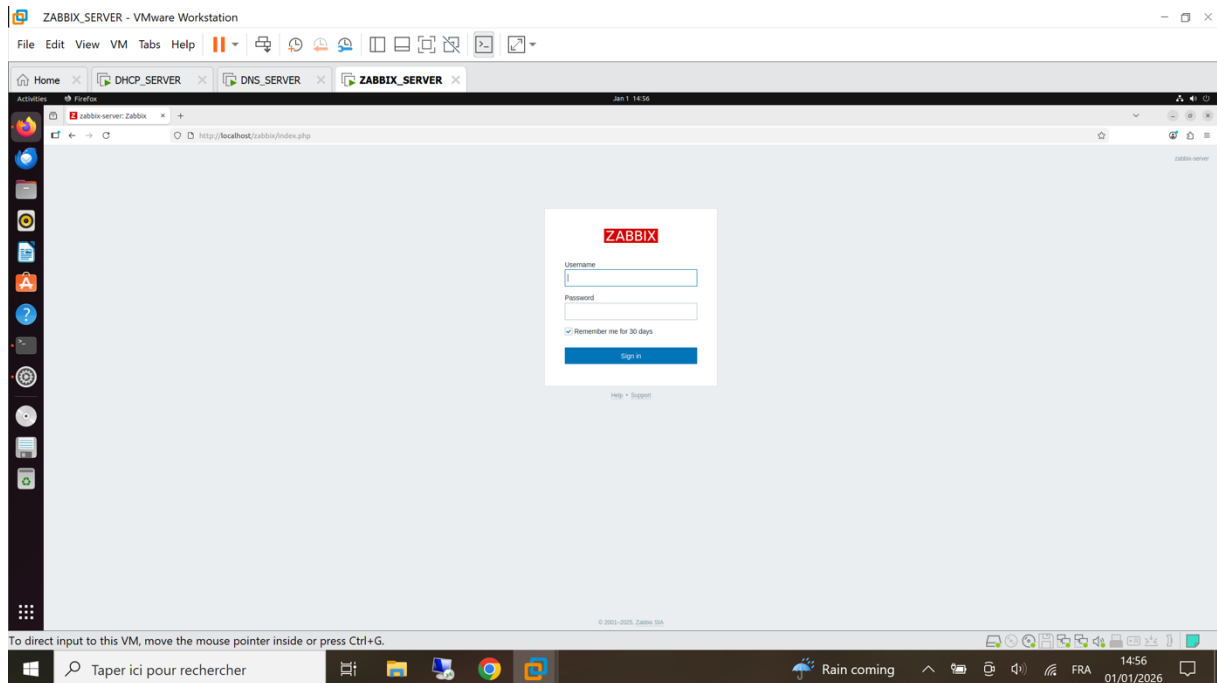 ZABBIX_SERVER - VMware Workstation
File Edit View VM Tabs Help
Home DHCP_SERVER DNS_SERVER ZABBIX_SERVER
Activities Firefox Jan 1 14:56
zabbix-server: Zabbix
http://localhost/zabbix/index.php
zabbix-server
ZABBIX
Username
Password
Remember me for 30 days
Sign in
Help • Support
© 2001–2025, Zabbix SIA
To direct input to this VM, move the mouse pointer inside or press Ctrl+G.
Taper ici pour rechercher Rain coming FRA 14:56
01/01/2026